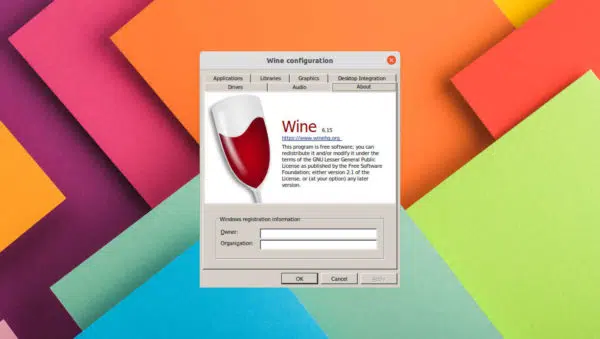 Wine configuration
Applications Libraries Graphics Desktop Integration
Drivers Audio About
Wine 6.15
https://www.winehq.org
This program is free software; you can
redistribute it and/or modify it under the
terms of the GNU Lesser General Public
License as published by the Free Software
Foundation; either version 2.1 of the
License, or (at your option) any later
version.
Windows registration information
Owner:
Organization:
OK Cancel Apply